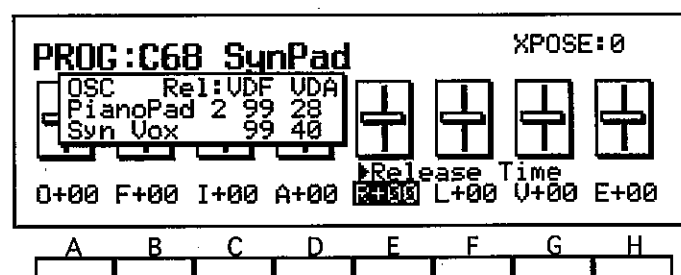 PROG:C68 SynPad
XPOSE:0
OSC Rel:VDF VDA
PianoPad 2 99 28
Syn Vox 99 40
▶Release Time
O+00 F+00 I+00 A+00 R+00 L+00 V+00 E+00
A B C D E F G H